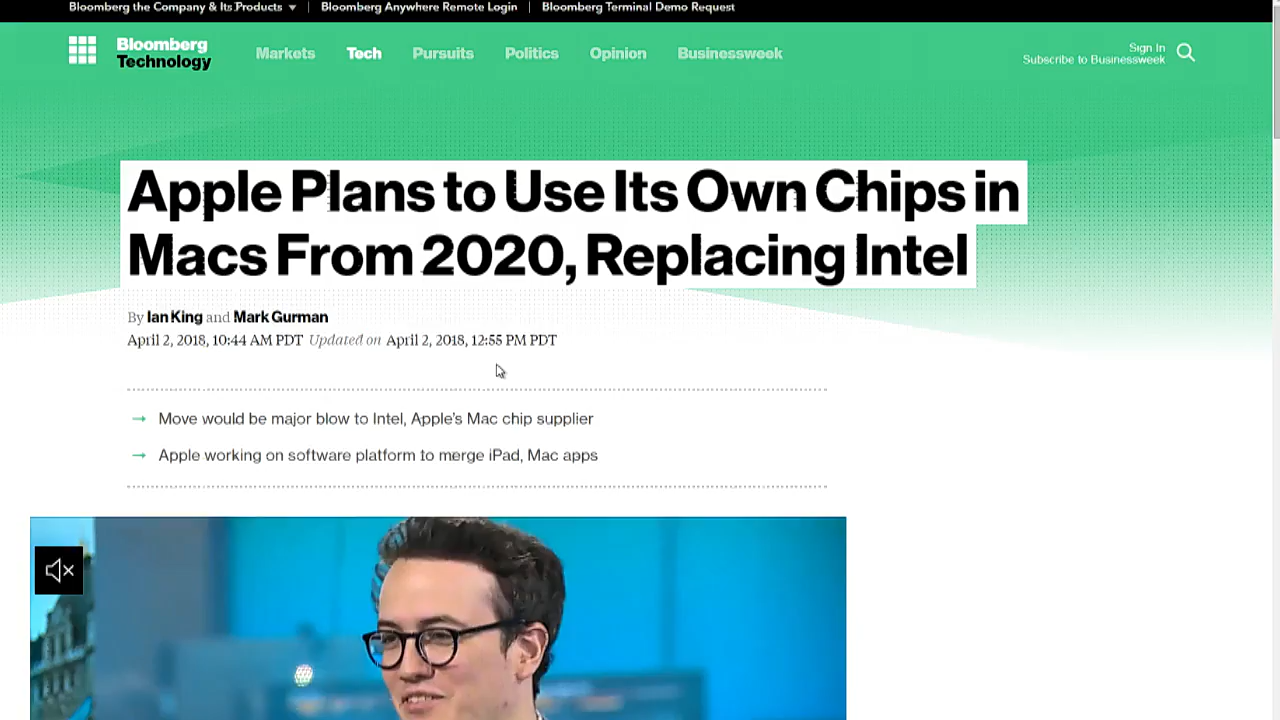 Bloomberg the Company & Its Products Bloomberg Anywhere Remote Login Bloomberg Terminal Demo Request
Bloomberg
Technology
Markets Tech Pursuits Politics Opinion Businessweek
Sign In
Subscribe to Businessweek
Apple Plans to Use Its Own Chips in
Macs From 2020, Replacing Intel
By Ian King and Mark Gurman
April 2, 2018, 10:44 AM PDT Updated on April 2, 2018, 12:55 PM PDT
→ Move would be major blow to Intel, Apple's Mac chip supplier
→ Apple working on software platform to merge iPad, Mac apps